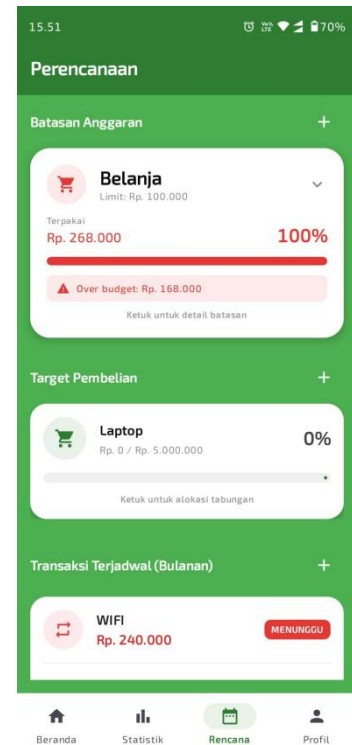 15.51
Vo LTE 70%
Perencanaan
Batasan Anggaran +
Belanja
Limit: Rp. 100.000
Terpakai
Rp. 268.000 100%
Over budget: Rp. 168.000
Ketuk untuk detail batasan
Target Pembelian +
Laptop
Rp. 0 / Rp. 5.000.000 0%
Ketuk untuk alokasi tabungan
Transaksi Terjadwal (Bulanan) +
WIFI
Rp. 240.000 MENUNGGU
Beranda Statistik Rencana Profil